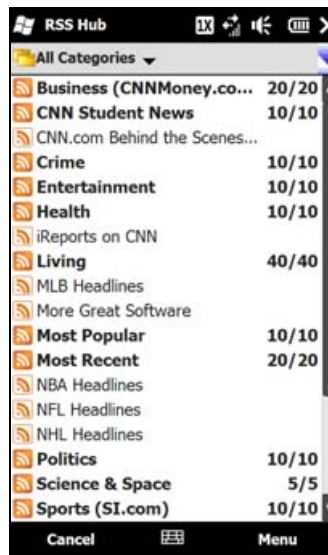 RSS Hub 1X
All Categories
Business (CNNMoney.co... 20/20
CNN Student News 10/10
CNN.com Behind the Scenes...
Crime 10/10
Entertainment 10/10
Health 10/10
iReports on CNN
Living 40/40
MLB Headlines
More Great Software
Most Popular 10/10
Most Recent 20/20
NBA Headlines
NFL Headlines
NHL Headlines
Politics 10/10
Science & Space 5/5
Sports (SI.com) 10/10
Cancel Menu